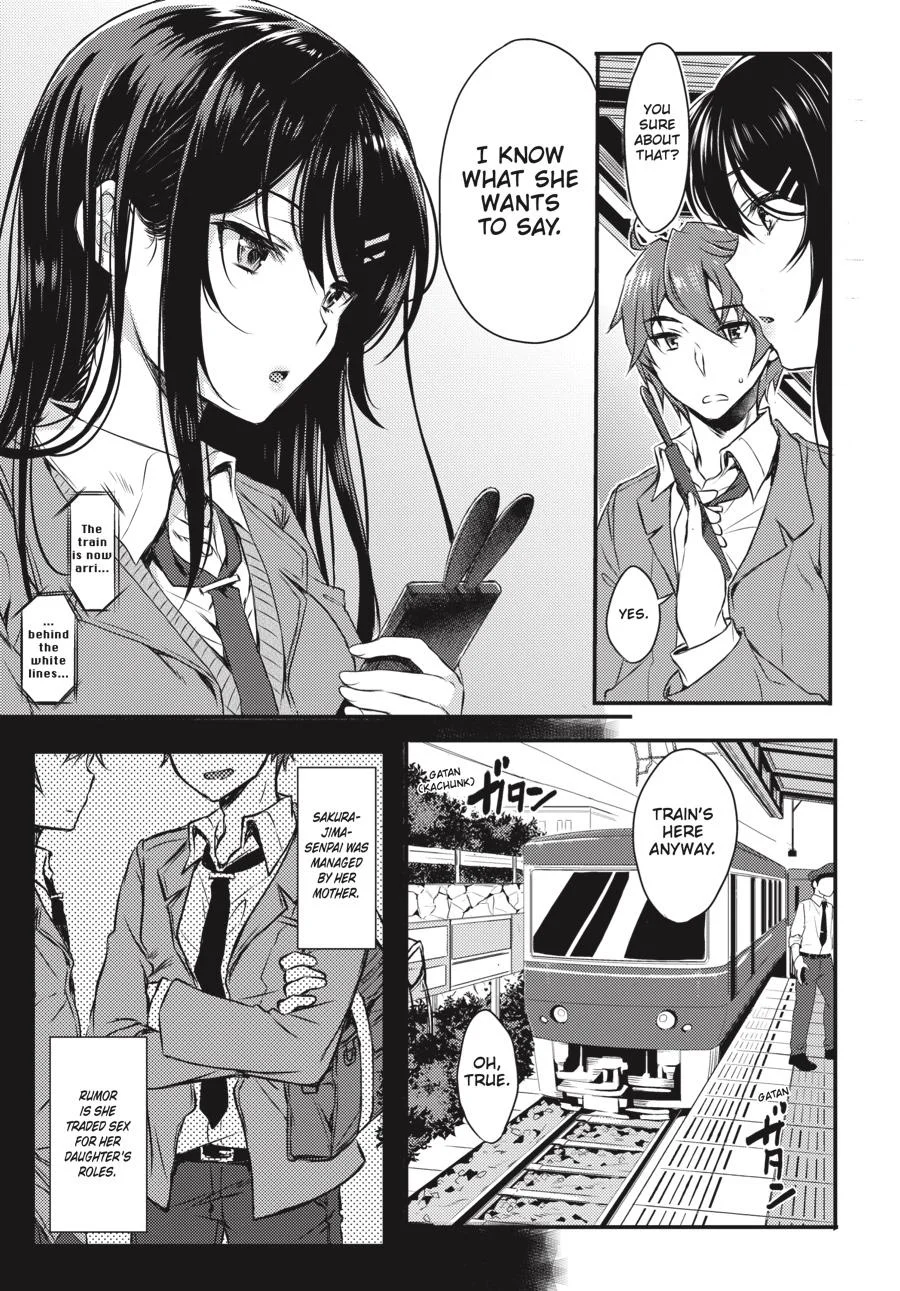 YOU
SURE
ABOUT
THAT?
YES.
I KNOW
WHAT SHE
WANTS
TO SAY.
The
train
is now
arri...
...
behind
the
white
lines...
TRAIN'S
HERE
ANYWAY.
GATAN
(KACHUNK)
ガタン
OH,
TRUE.
GATAN
ガタン
SAKURA-
JIMA-
SENPAI WAS
MANAGED
BY HER
MOTHER.
RUMOR
IS SHE
TRADED SEX
FOR HER
DAUGHTER'S
ROLES.